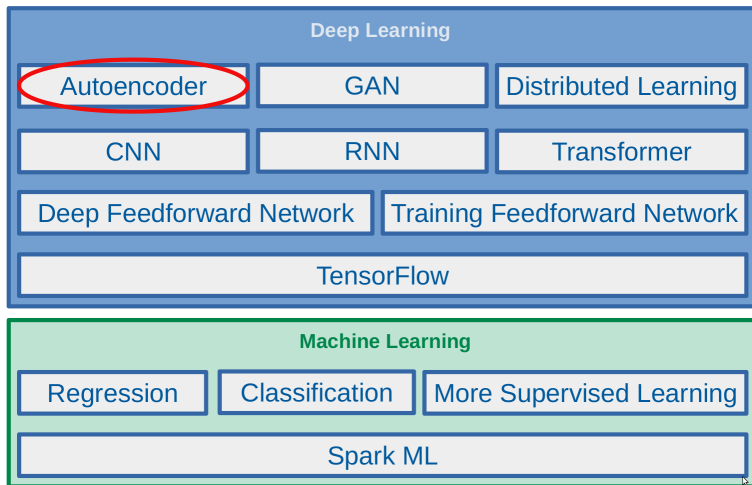 Deep Learning
Autoencoder GAN Distributed Learning
CNN RNN Transformer
Deep Feedforward Network Training Feedforward Network
TensorFlow
Machine Learning
Regression Classification More Supervised Learning
Spark ML